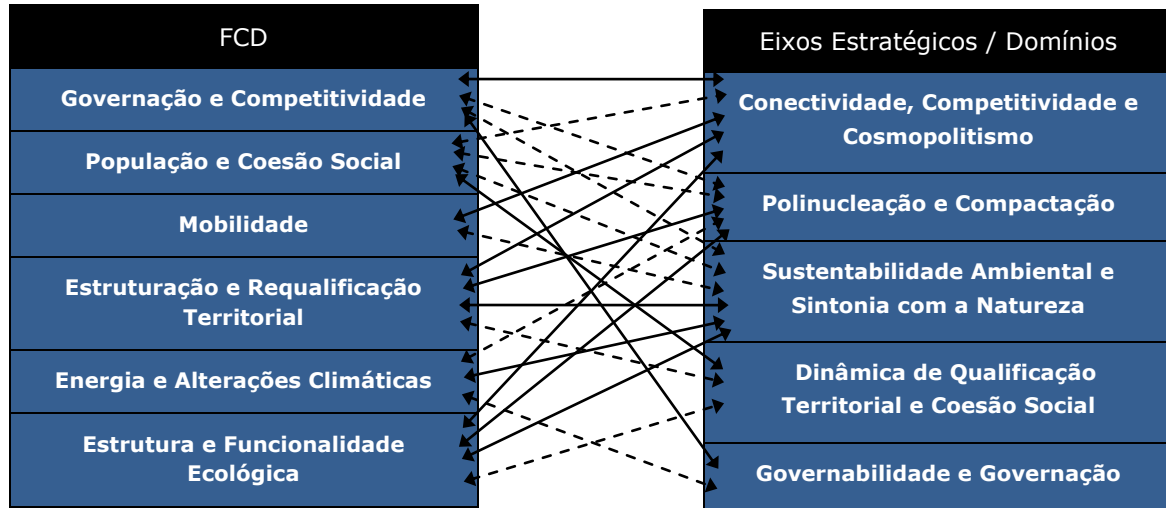 FCD
Governação e Competitividade
População e Coesão Social
Mobilidade
Estruturação e Requalificação
Territorial
Energia e Alterações Climáticas
Estrutura e Funcionalidade
Ecológica
Eixos Estratégicos / Domínios
Conectividade, Competitividade e
Cosmopolitismo
Polinucleação e Compactação
Sustentabilidade Ambiental e
Sintonia com a Natureza
Dinâmica de Qualificação
Territorial e Coesão Social
Governabilidade e Governação